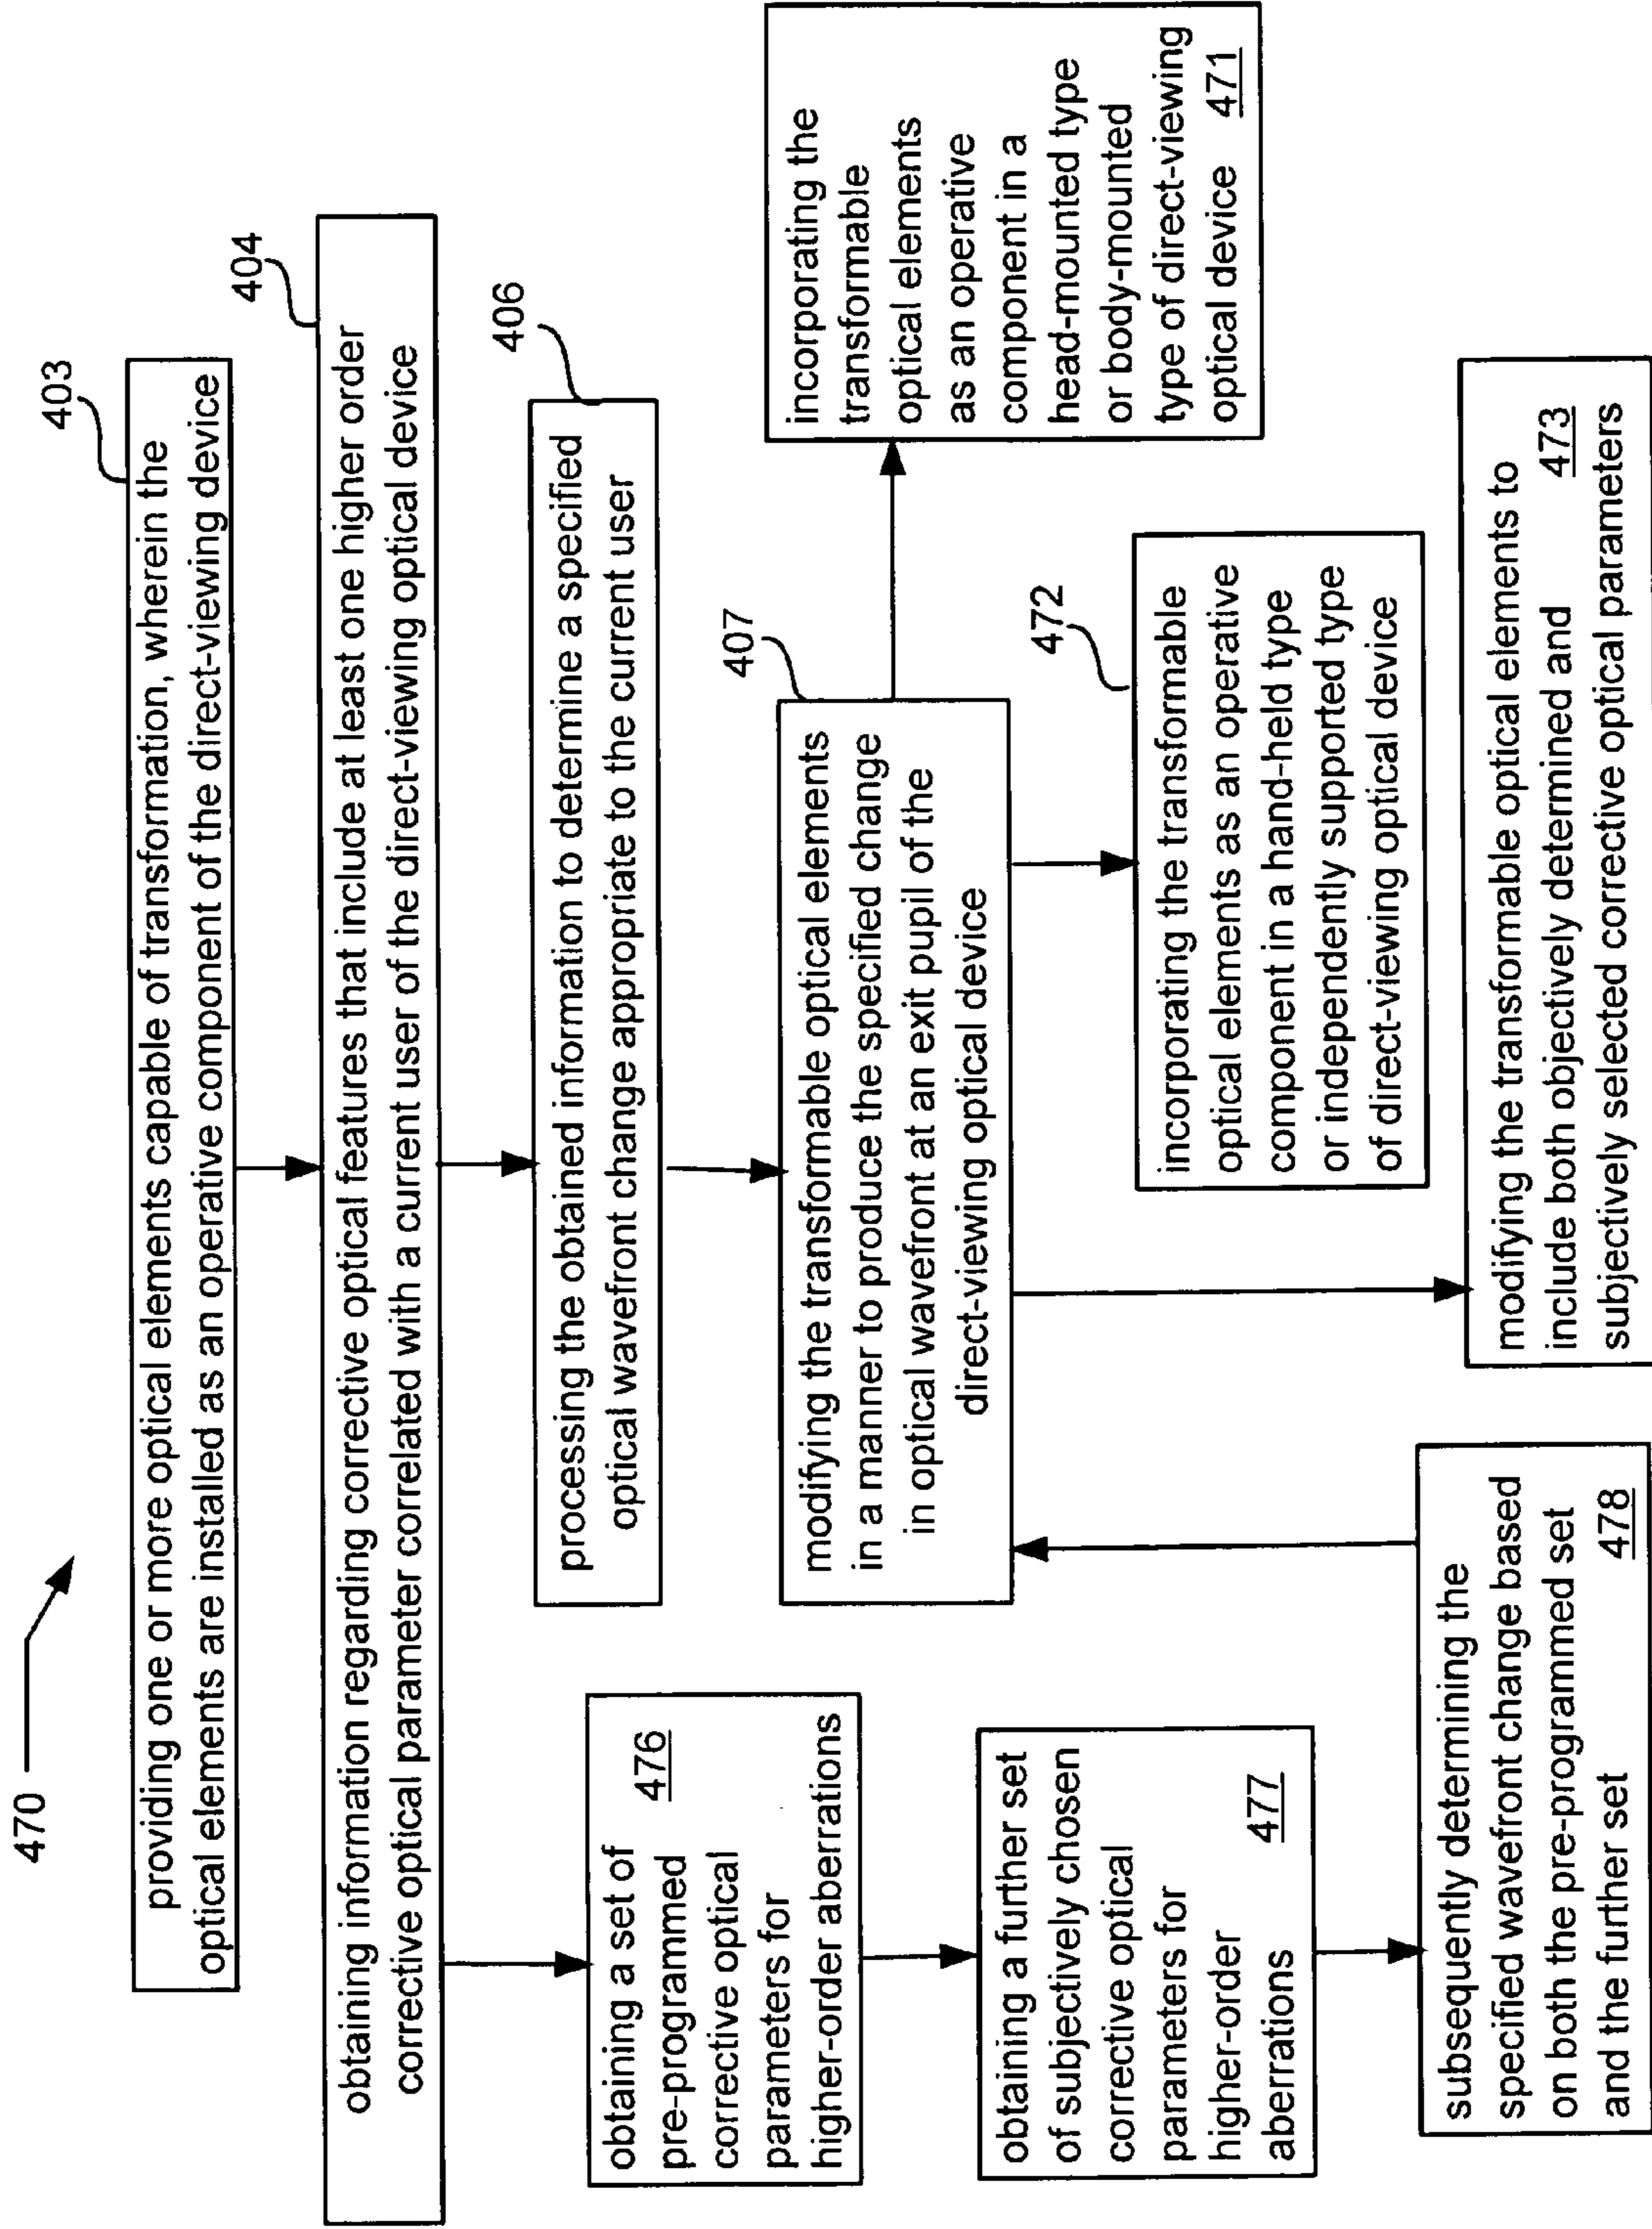 470
403
providing one or more optical elements capable of transformation, wherein the
optical elements are installed as an operative component of the direct-viewing device
404
obtaining information regarding corrective optical features that include at least one higher order
corrective optical parameter correlated with a current user of the direct-viewing optical device
406
processing the obtained information to determine a specified
optical wavefront change appropriate to the current user
407
modifying the transformable optical elements
in a manner to produce the specified change
in optical wavefront at an exit pupil of the
direct-viewing optical device
incorporating the
transformable
optical elements
as an operative
component in a
head-mounted type
or body-mounted
type of direct-viewing
optical device 471
obtaining a set of
pre-programmed 476
corrective optical
parameters for
higher-order aberrations
obtaining a further set
of subjectively chosen
corrective optical
parameters for
higher-order 477
aberrations
472
incorporating the transformable
optical elements as an operative
component in a hand-held type
or independently supported type
of direct-viewing optical device
subsequently determining the
specified wavefront change based
on both the pre-programmed set
and the further set 478
modifying the transformable optical elements to
include both objectively determined and 473
subjectively selected corrective optical parameters